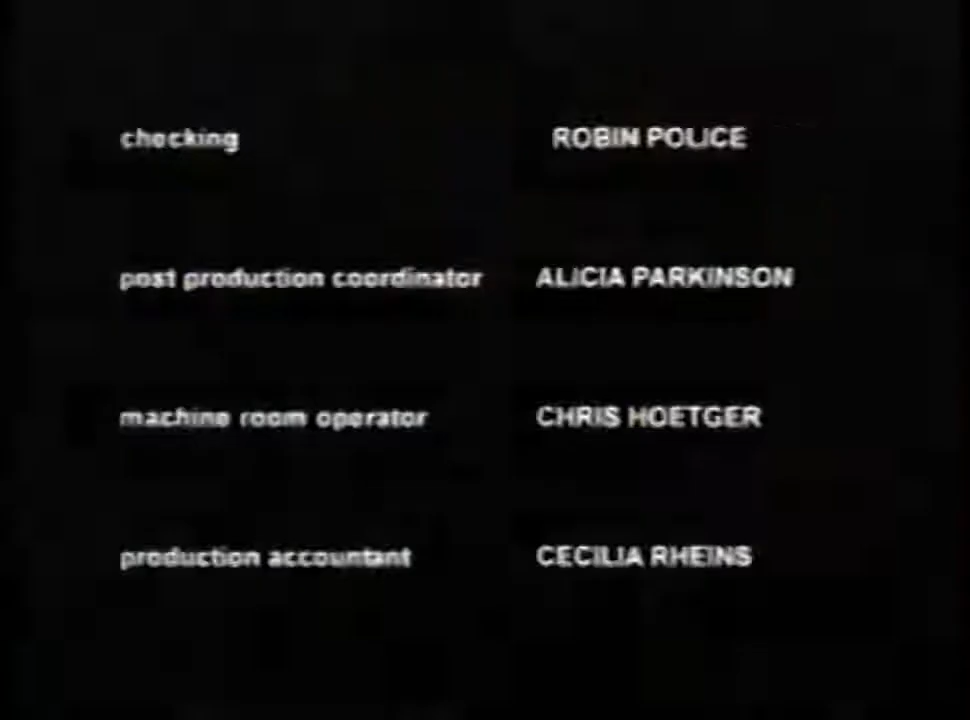 checking ROBIN POLICE
post production coordinator ALICIA PARKINSON
machine room operator CHRIS HOETGER
production accountant CECILIA RHEINS